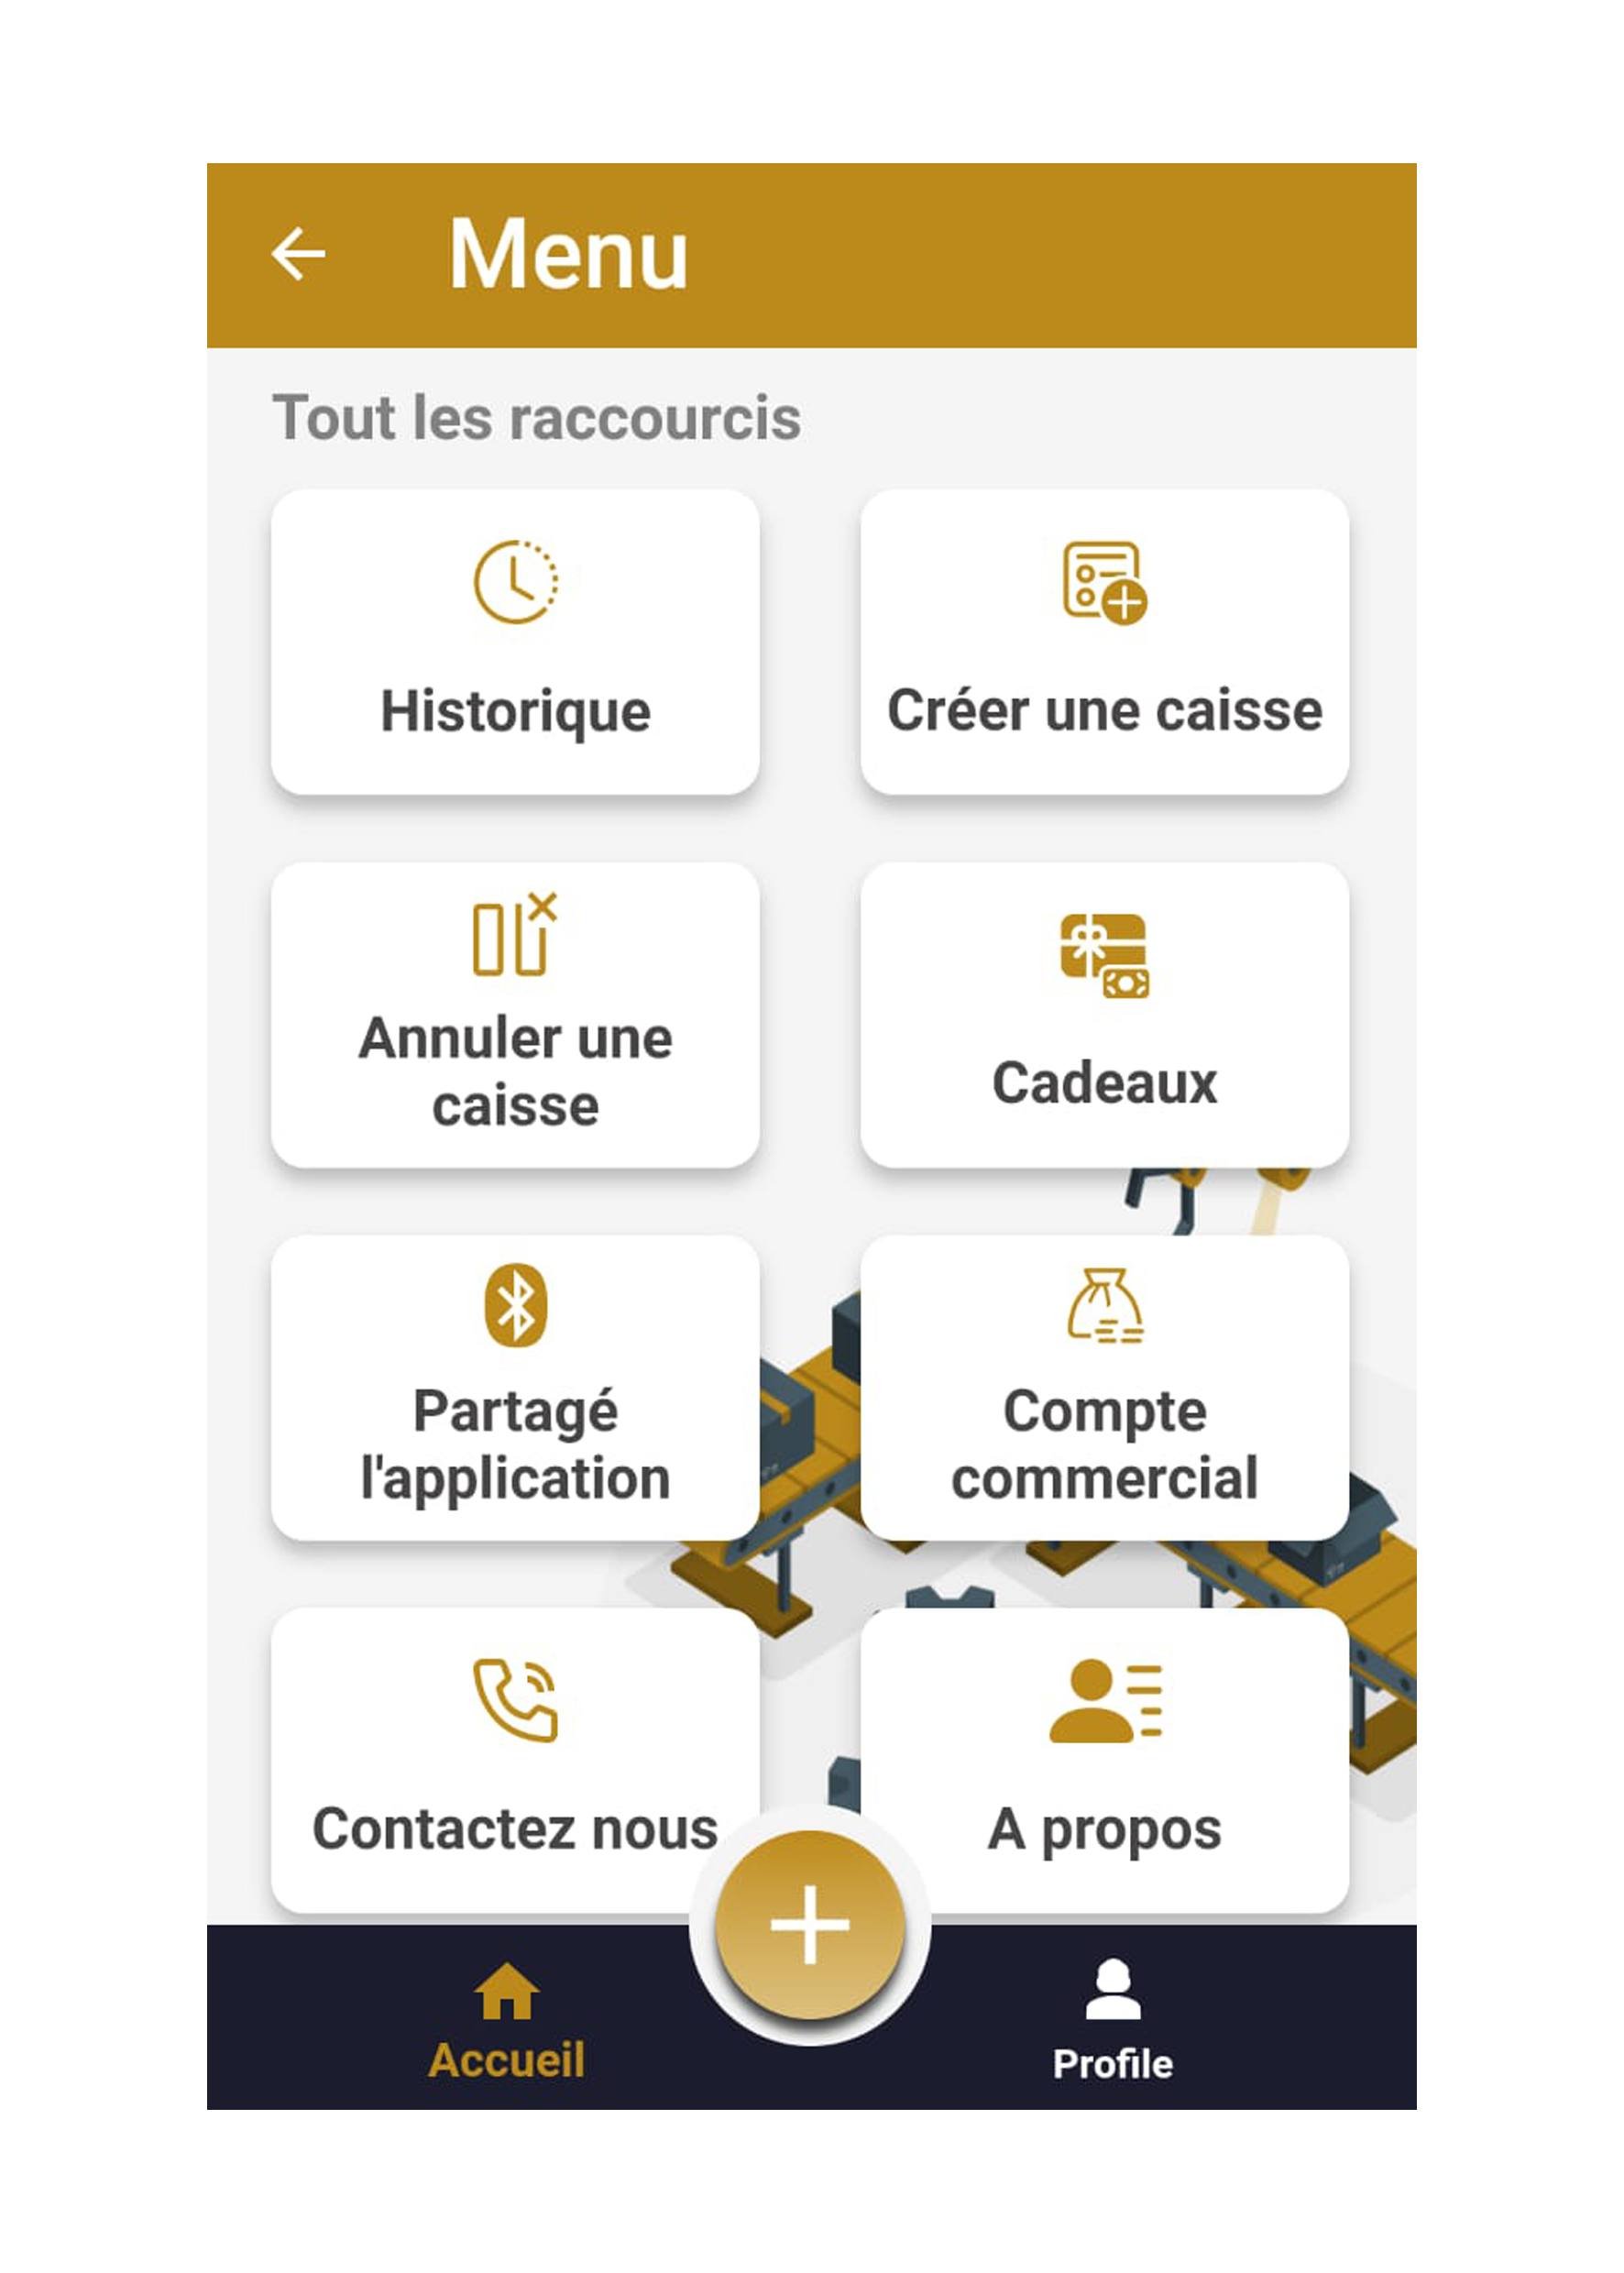 Menu
Tout les raccourcis
Historique
Créer une caisse
Annuler une
caisse
Cadeaux
Partagé
l'application
Compte
commercial
Contactez nous
A propos
Accueil
Profile